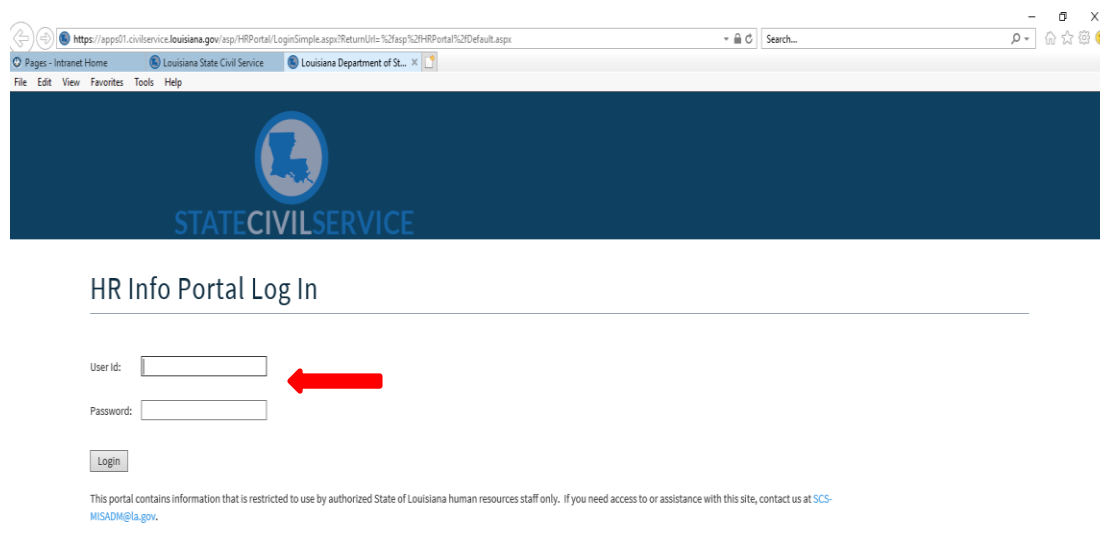 https://apps01.civilservice.louisiana.gov/asp/HRPortal/LoginSimple.aspx?ReturnUrl=%2fasp%2fHRPortal%2fDefault.aspx
Search...
Pages - Intranet Home
Louisiana State Civil Service
Louisiana Department of St...
File Edit View Favorites Tools Help
STATECIVILSERVICE
HR Info Portal Log In
User Id:
Password:
Login
This portal contains information that is restricted to use by authorized State of Louisiana human resources staff only. If you need access to or assistance with this site, contact us at SCS-
MISADM@la.gov.